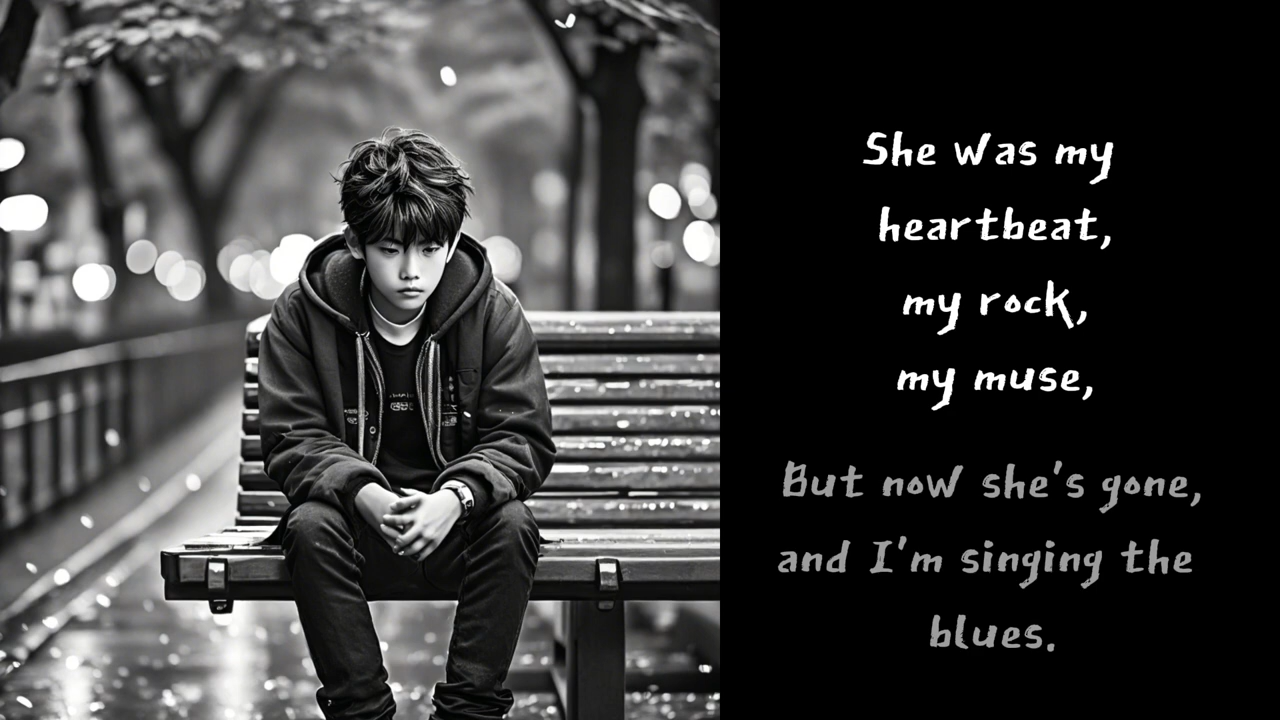 She was my
heartbeat,
my rock,
my muse,
But now she's gone,
and I'm singing the
blues.